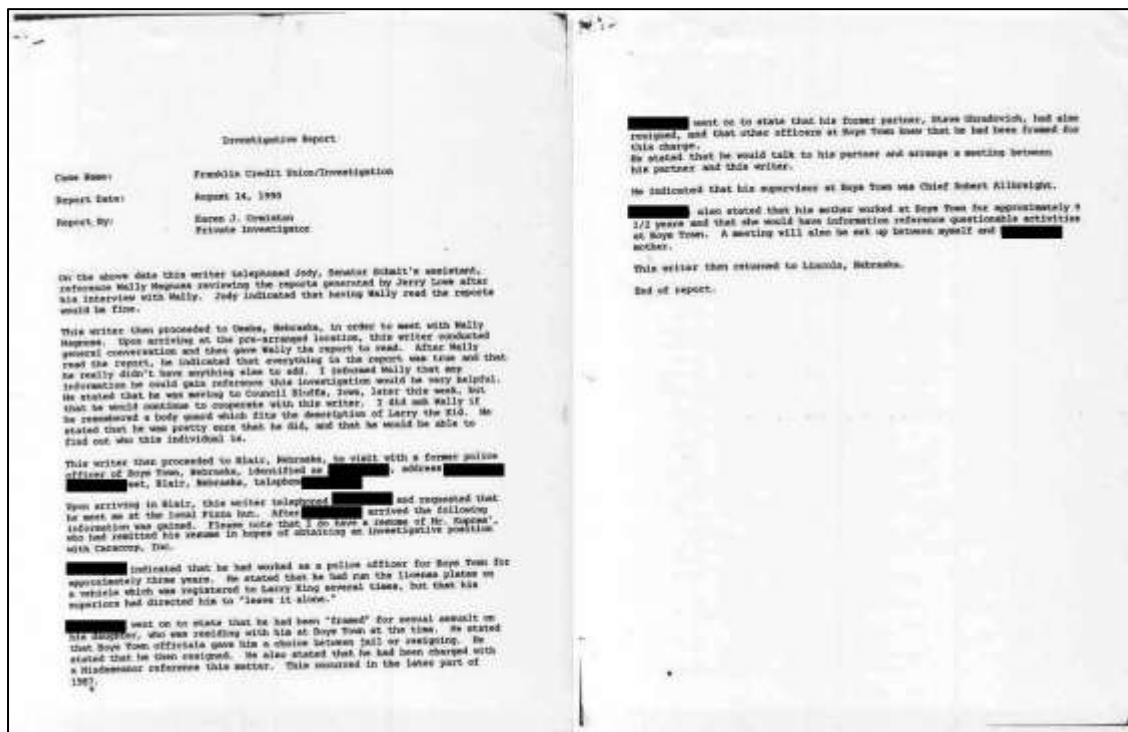 Investigative Report
Case Name: Franklin Credit Union/Investigation
Report Date: August 14, 1990
Report By: Karen J. Ormiston
Private Investigator
On the above date this writer telephoned Jody, Senator Schmit's assistant,
reference Wally Magnuse reviewing the reports generated by Jerry Lowe after
his interview with Wally. Jody indicated that having Wally read the reports
would be fine.
This writer then proceeded to Omaha, Nebraska, in order to meet with Wally
Magnuse. Upon arriving at the pre-arranged location, this writer conducted
general conversation and then gave Wally the report to read. After Wally
read the report, he indicated that everything in the report was true and that
he really didn't have anything else to add. I informed Wally that any
information he could gain reference this investigation would be very helpful.
He stated that he was moving to Council Bluffs, Iowa, later this week, but
that he would continue to cooperate with this writer. I did ask Wally if
he remembered a body guard which fits the description of Larry the Kid. He
stated that he was pretty sure that he did, and that he would be able to
find out who this individual is.
This writer then proceeded to Blair, Nebraska, to visit with a former police
officer of Boys Town, Nebraska, identified as , address
eet, Blair, Nebraska, telephone
Upon arriving in Blair, this writer telephoned and requested that
he meet me at the local Pizza Hut. After arrived the following
information was gained. Please note that I do have a resume of Mr.
who had remitted his resume in hopes of obtaining an investigative position
with Caracorp, Inc.
indicated that he had worked as a police officer for Boys Town for
approximately three years. He stated that he had run the license plates on
a vehicle which was registered to Larry King several times, but that his
superiors had directed him to "leave it alone."
went on to state that he had been "framed" for sexual assault on
his daughter, who was residing with him at Boys Town at the time. He stated
that Boys Town officials gave him a choice between jail or resigning. He
stated that he then resigned. He also stated that he had been charged with
a Misdemeanor reference this matter. This occurred in the later part of
1987.
went on to state that his former partner, Steve , had also
resigned, and that other officers at Boys Town knew that he had been framed for
this charge.
He stated that he would talk to his partner and arrange a meeting between
his partner and this writer.
He indicated that his supervisor at Boys Town was Chief Robert Allbreight.
also stated that his mother worked at Boys Town for approximately
1/2 years and that she would have information reference questionable activities
at Boys Town. A meeting will also be set up between myself and
mother.
This writer then returned to Lincoln, Nebraska.
End of report.